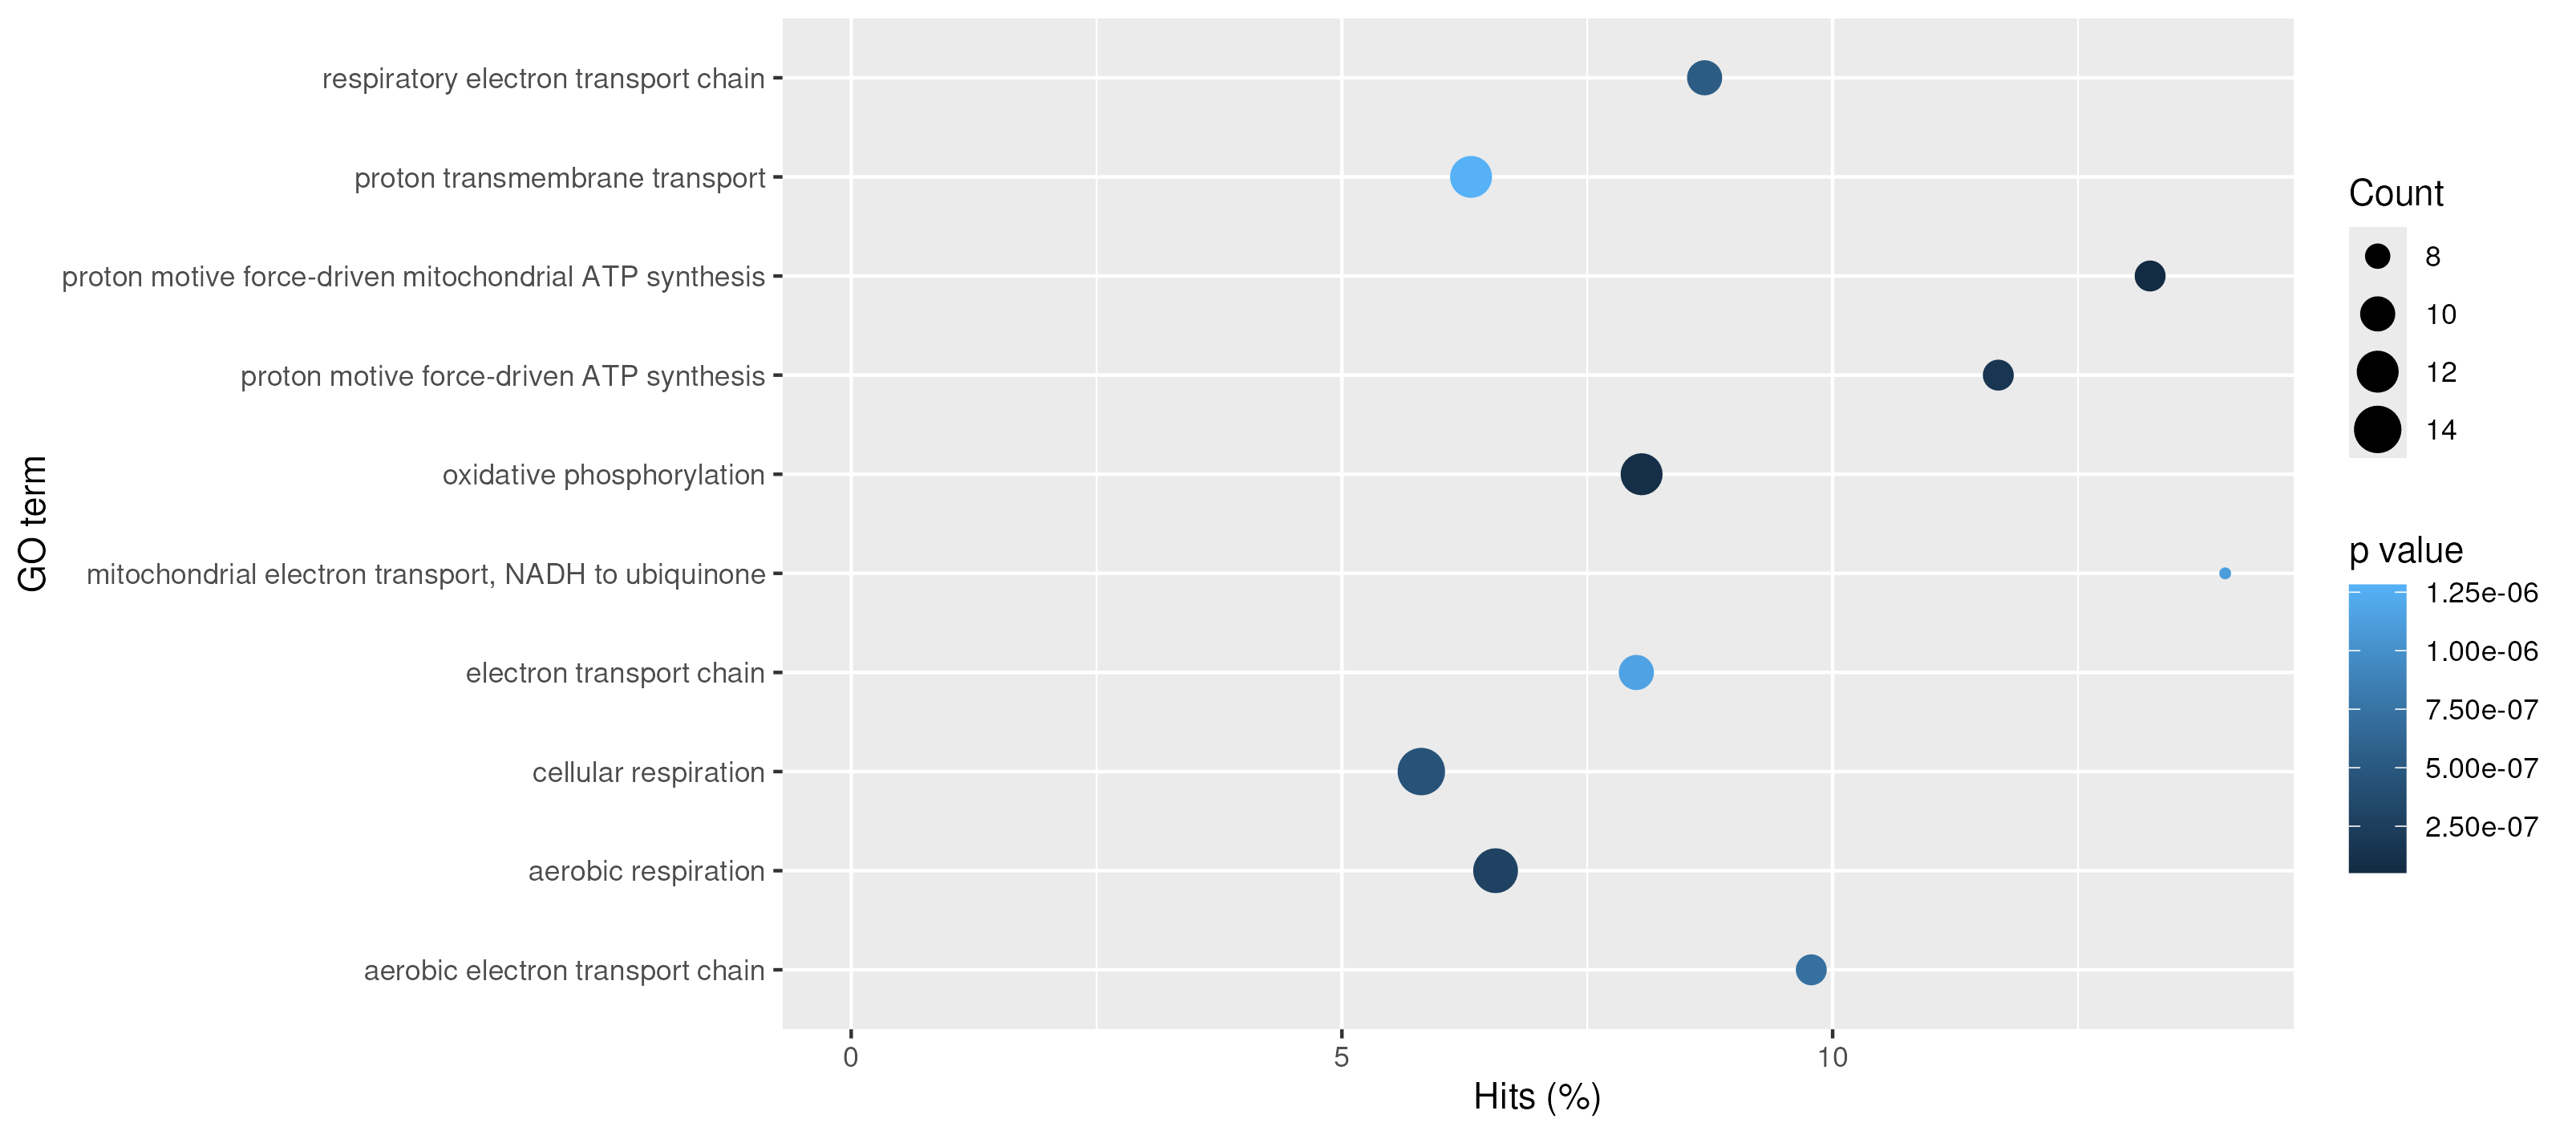 respiratory electron transport chain
proton transmembrane transport
proton motive force-driven mitochondrial ATP synthesis
proton motive force-driven ATP synthesis
oxidative phosphorylation
mitochondrial electron transport, NADH to ubiquinone
electron transport chain
cellular respiration
aerobic respiration
aerobic electron transport chain
GO term
0 5 10
Hits (%)
Count
8
10
12
14
p value
1.25e-06
1.00e-06
7.50e-07
5.00e-07
2.50e-07